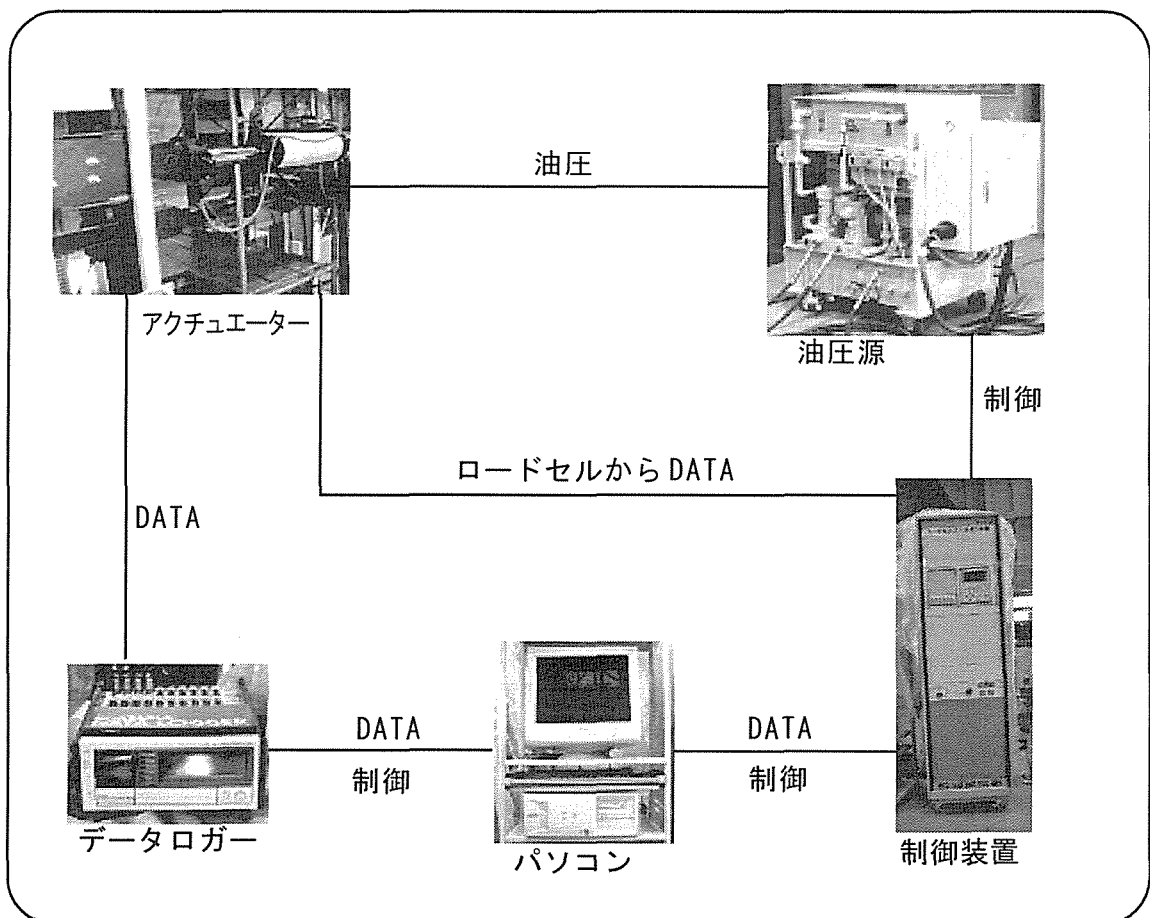 油圧
アクチュエーター
油圧源
制御
ロードセルから DATA
DATA
DATA
制御
DATA
制御
データロガー
パソコン
制御装置